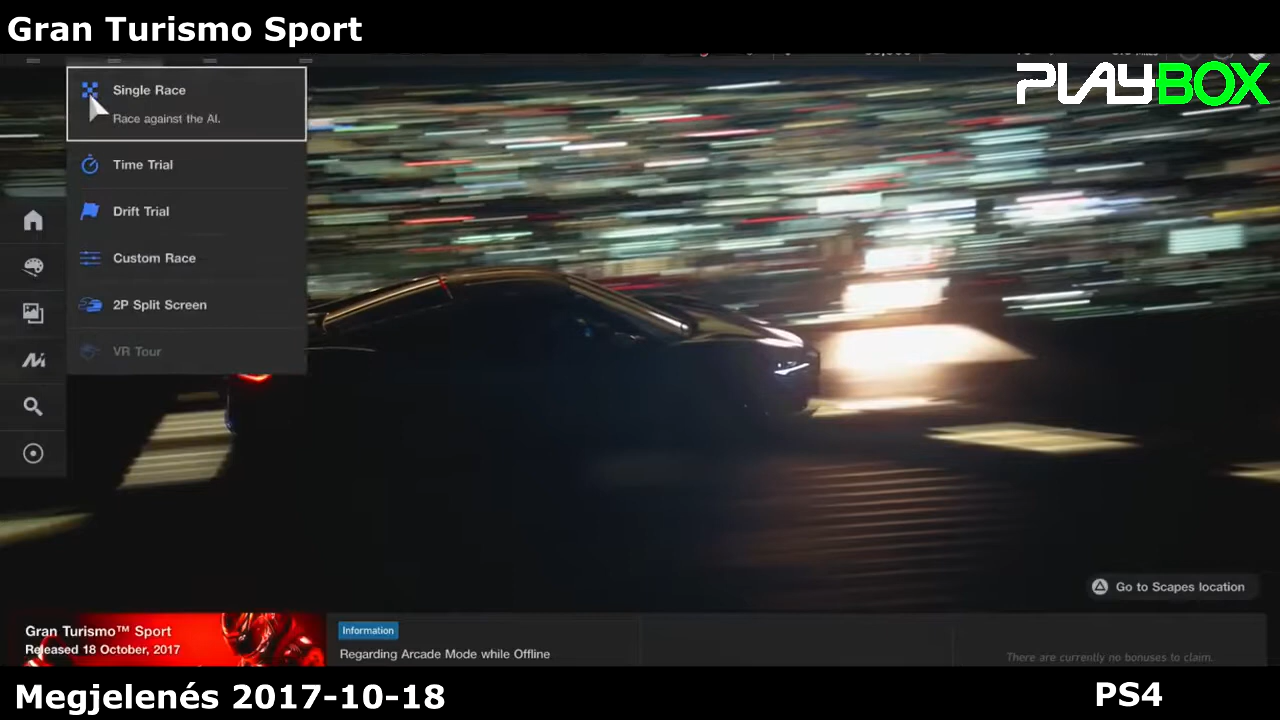 Gran Turismo Sport
PLAYBOX
Single Race
Race against the AI.
Time Trial
Drift Trial
Custom Race
2P Split Screen
VR Tour
Go to Scapes location
Gran Turismo™ Sport
Released 18 October, 2017
Information
Regarding Arcade Mode while Offline
There are currently no bonuses to claim.
Megjelenés 2017-10-18
PS4